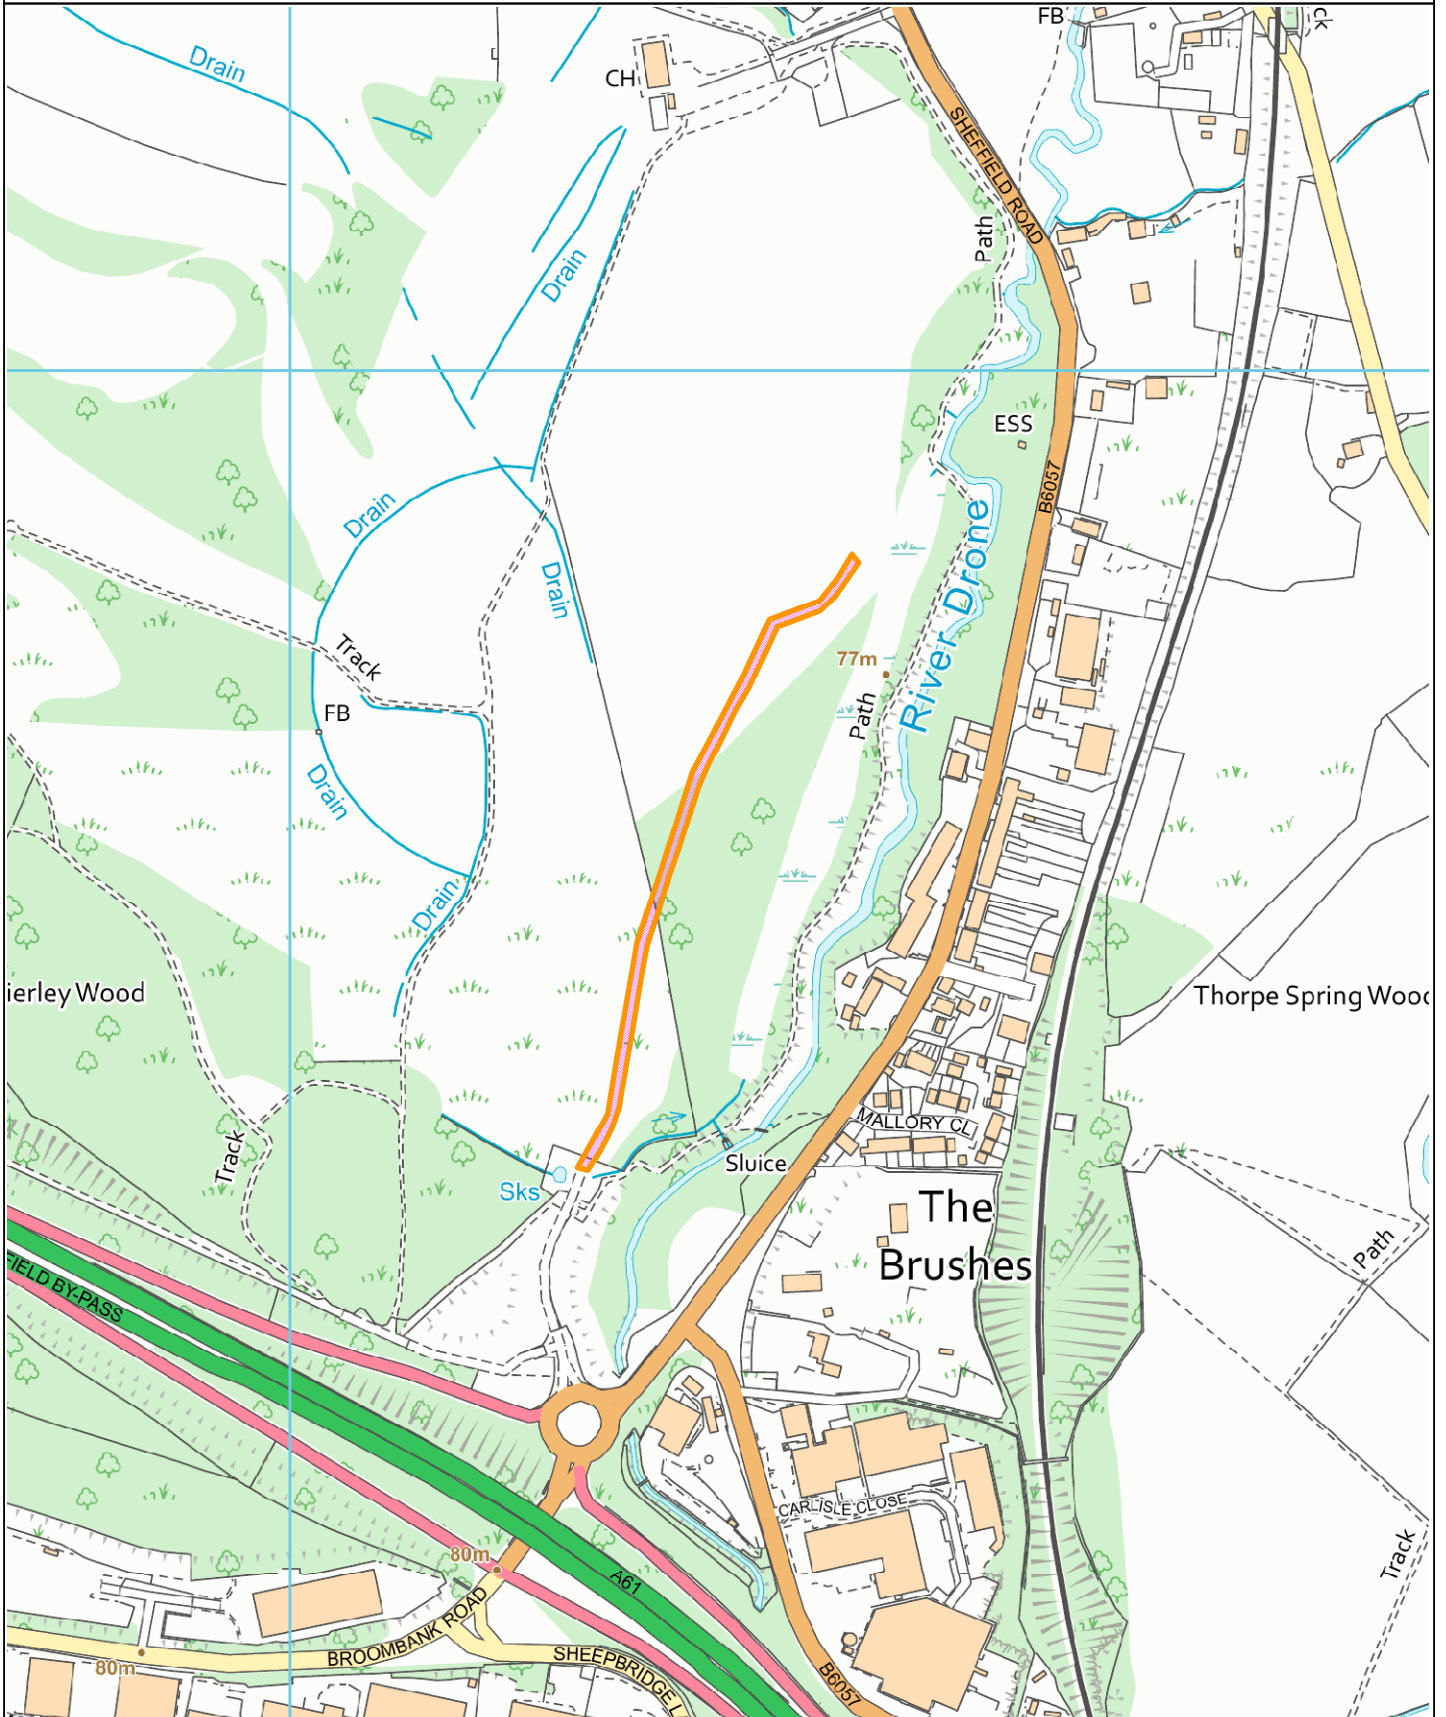 FB
ck
Drain
CH
SHEFFIELD ROAD
Path
Drain
ESS
B6057
Drain
River Drone
Drain
Track
77m
FB
Path
Drain
Drain
ierley Wood
Thorpe Spring Wood
MALLORY CL
Track
Sluice
Sks
The
Brushes
Path
FIELD BY-PASS
CARLISLE CLOSE
80m
A61
Track
BROOMBANK ROAD
SHEEPBRIDGE L
80m
B6057